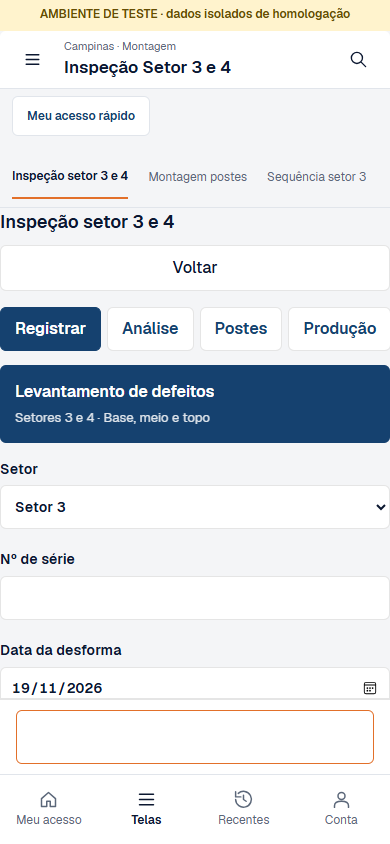 AMBIENTE DE TESTE · dados isolados de homologação
Campinas · Montagem
Inspeção Setor 3 e 4
Meu acesso rápido
Inspeção setor 3 e 4
Montagem postes
Sequência setor 3
Inspeção setor 3 e 4
Voltar
Registrar
Análise
Postes
Produção
Levantamento de defeitos
Setores 3 e 4 · Base, meio e topo
Setor
Setor 3
Nº de série
Data da desforma
19/11/2026
Meu acesso
Telas
Recentes
Conta